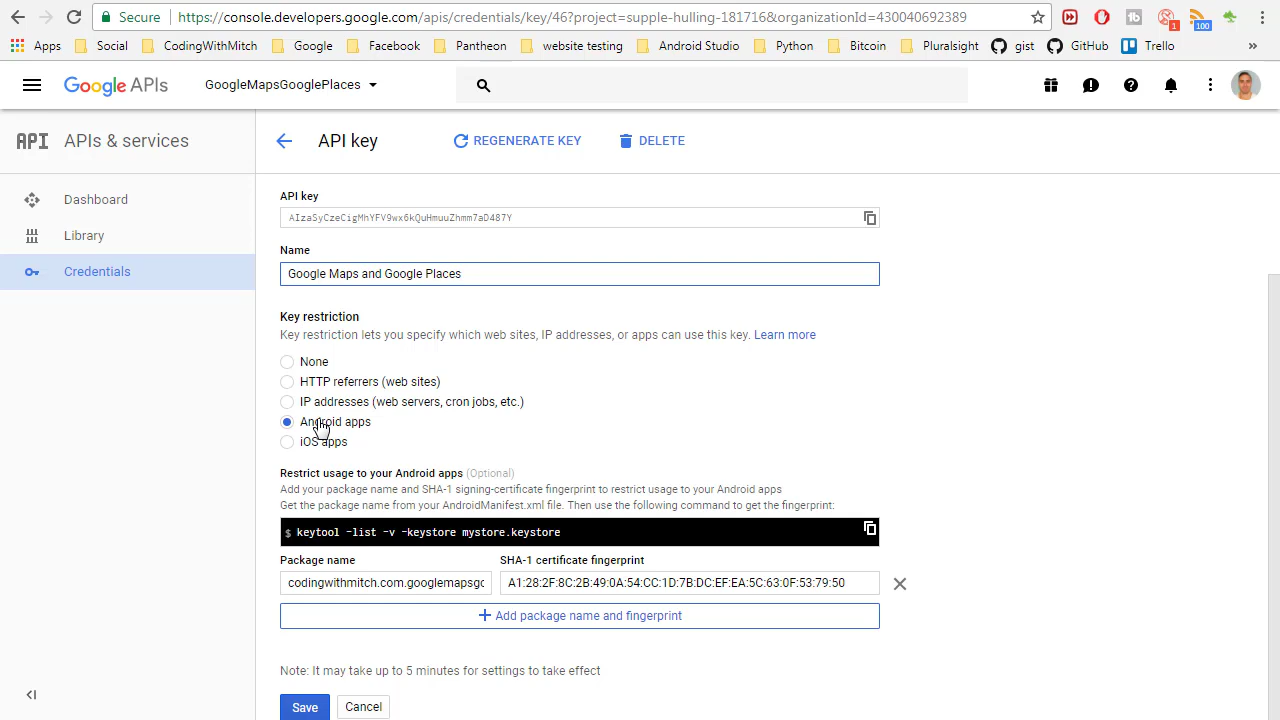 Secure
https://console.developers.google.com/apis/credentials/key/46?project=supple-hulling-181716&organizationId=430040692389
1
100
Apps Social CodingWithMitch Google Facebook Pantheon website testing Android Studio Python Bitcoin Pluralsight gist GitHub Trello »
Google APIs GoogleMapsGooglePlaces
API APIs & services
API key REGENERATE KEY DELETE
Dashboard
Library
Credentials
API key
AIzaSyCzeCigMhYFV9wx6kQuHmuuZhmm7aD487Y
Name
Google Maps and Google Places
Key restriction
Key restriction lets you specify which web sites, IP addresses, or apps can use this key. Learn more
None
HTTP referrers (web sites)
IP addresses (web servers, cron jobs, etc.)
Android apps
iOS apps
Restrict usage to your Android apps (Optional)
Add your package name and SHA-1 signing-certificate fingerprint to restrict usage to your Android apps
Get the package name from your AndroidManifest.xml file. Then use the following command to get the fingerprint:
$ keytool -list -v -keystore mystore.keystore
Package name SHA-1 certificate fingerprint
codingwithmitch.com.googlemapsgo A1:28:2F:8C:2B:49:0A:54:CC:1D:7B:DC:EF:EA:5C:63:0F:53:79:50
+ Add package name and fingerprint
Note: It may take up to 5 minutes for settings to take effect
Save Cancel